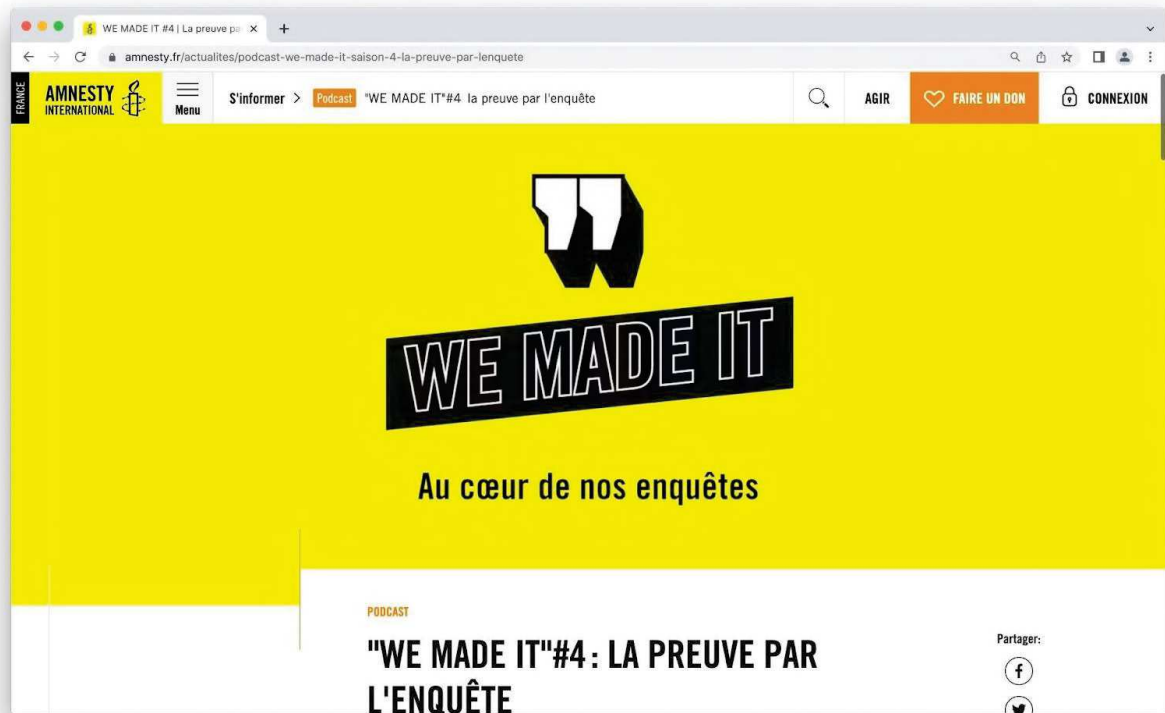 WE MADE IT #4 | La preuve pa
amnesty.fr/actualites/podcast-we-made-it-saison-4-la-preuve-par-lenquete
FRANCE
AMNESTY
INTERNATIONAL
Menu
S'informer > Podcast "WE MADE IT"#4 la preuve par l'enquête
AGIR
FAIRE UN DON
CONNEXION
WE MADE IT
Au cœur de nos enquêtes
PODCAST
"WE MADE IT"#4 : LA PREUVE PAR
L'ENQUÊTE
Partager: